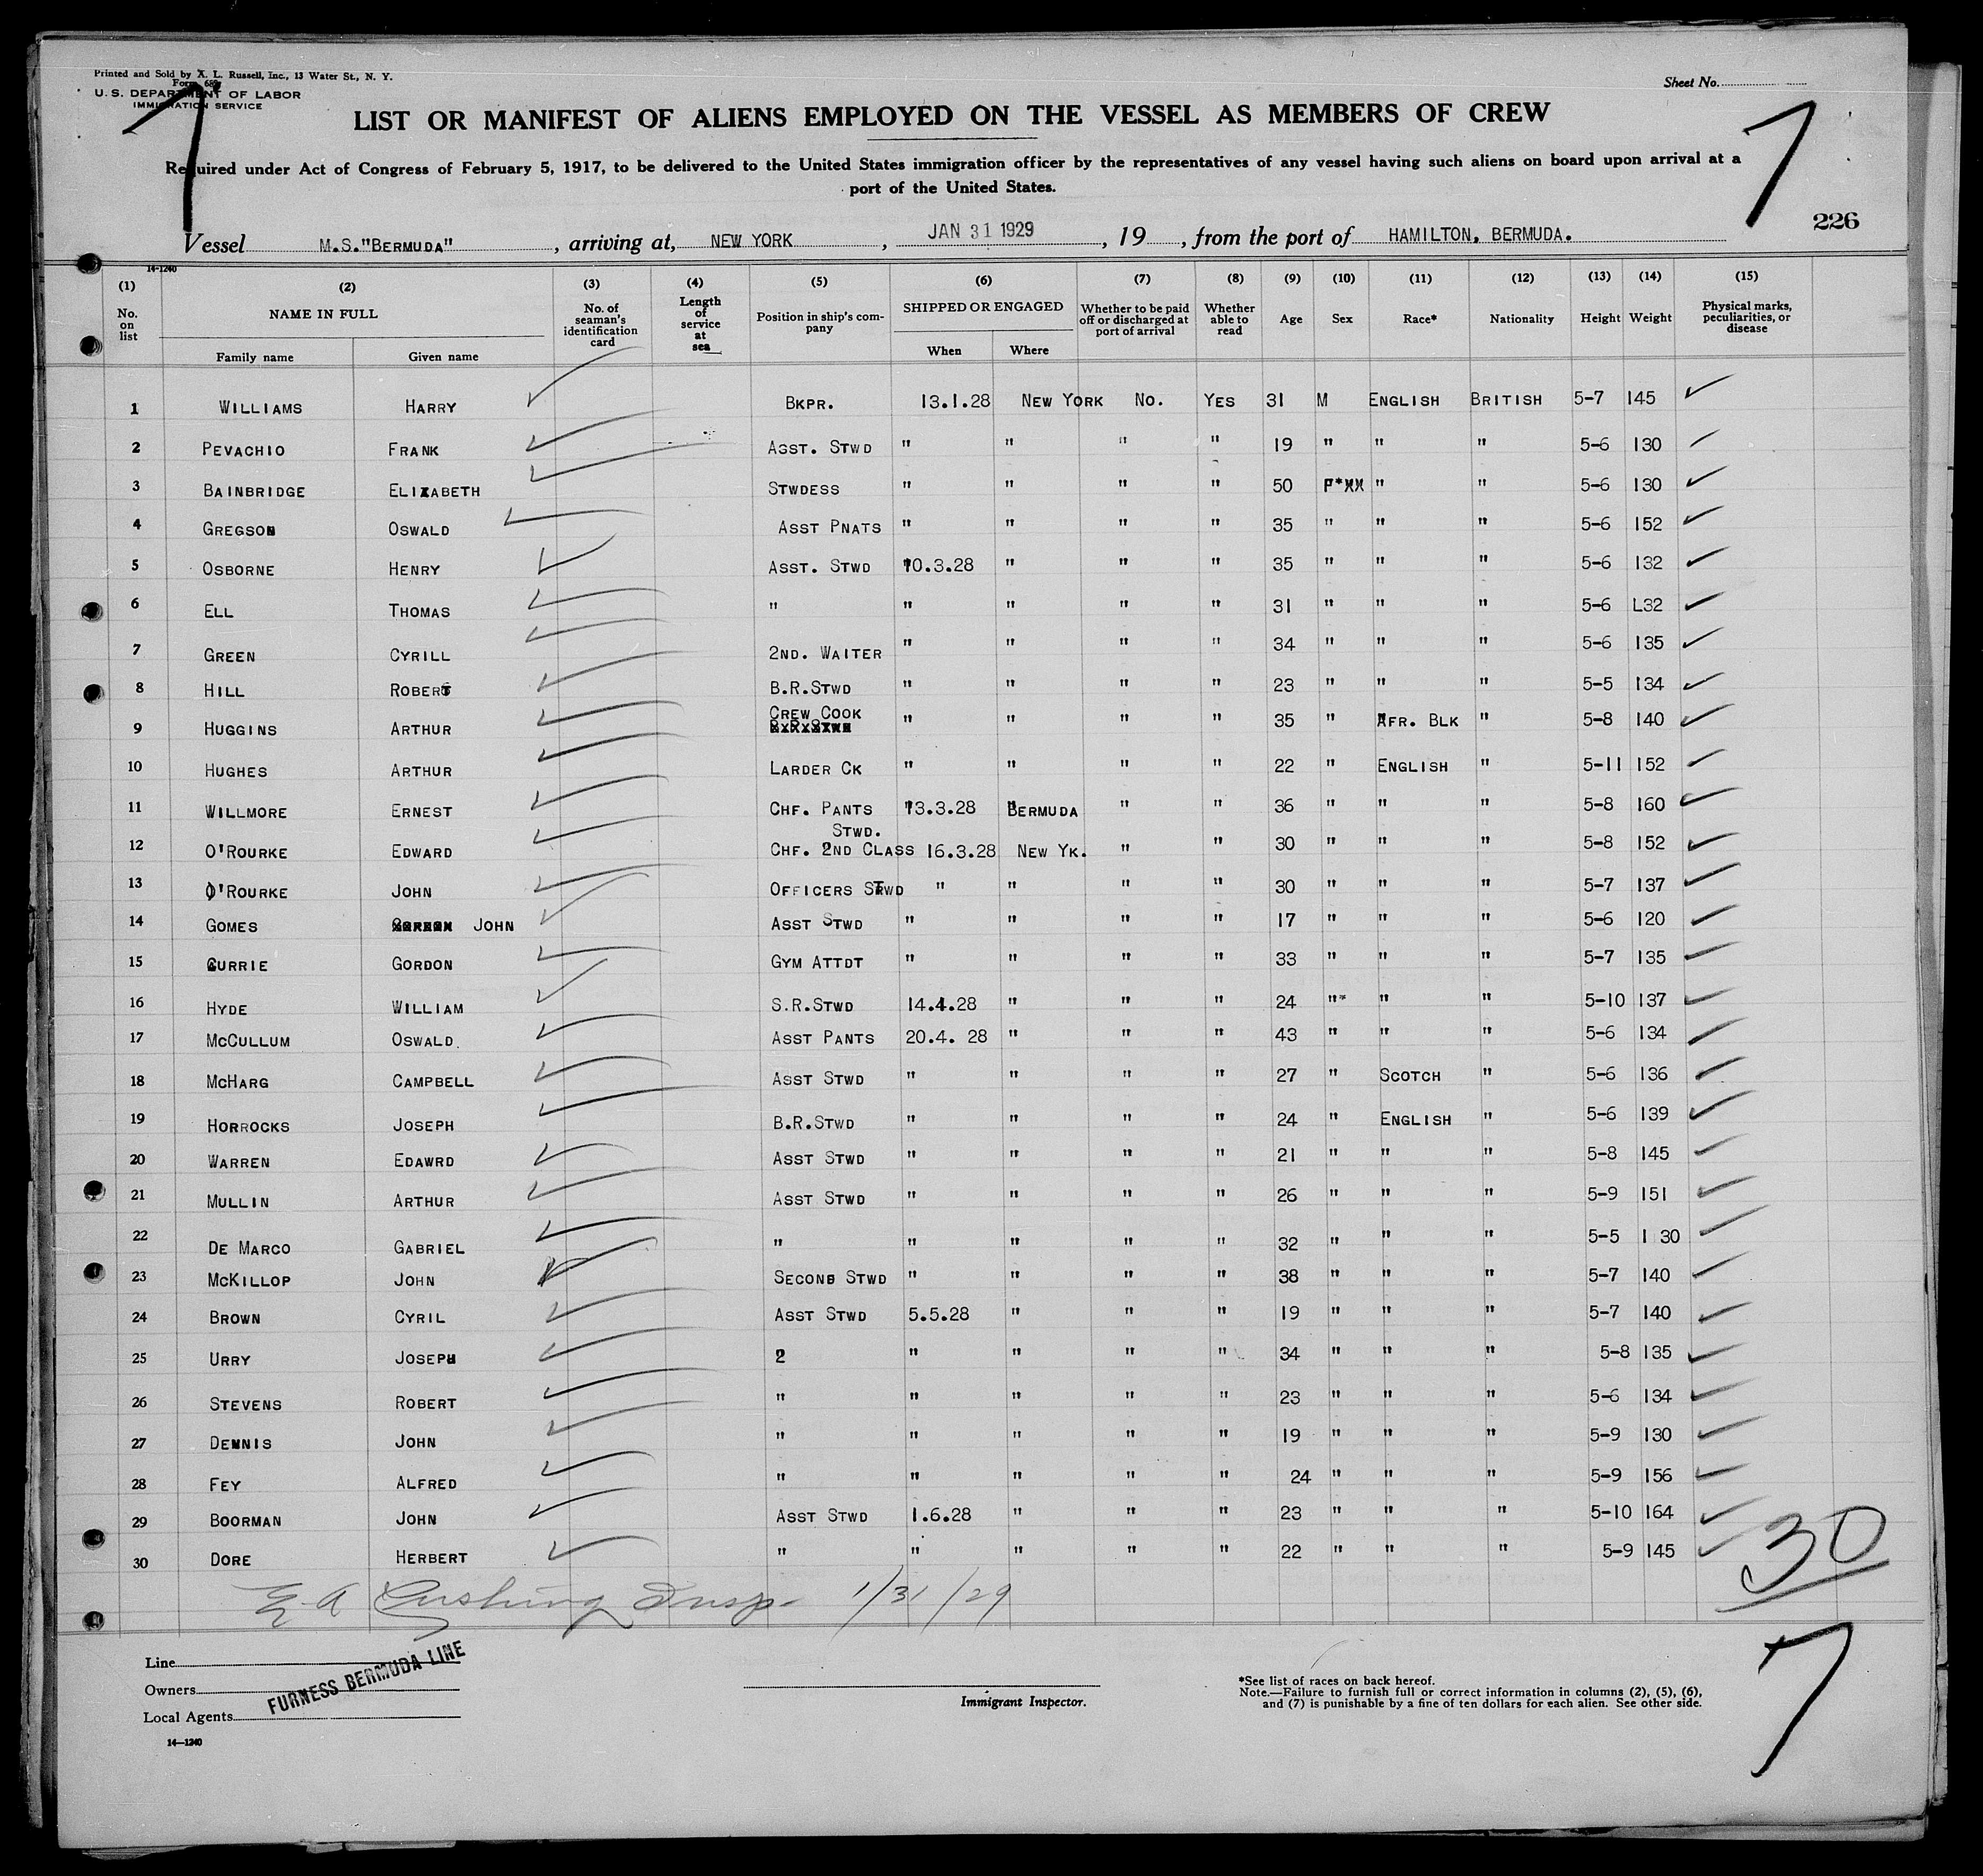 Printed and Sold by A. L. Russell, Inc., 13 Water St., N. Y.
Form 689
U. S. DEPARTMENT OF LABOR
IMMIGRATION SERVICE
Sheet No.
7
7
LIST OR MANIFEST OF ALIENS EMPLOYED ON THE VESSEL AS MEMBERS OF CREW
Required under Act of Congress of February 5, 1917, to be delivered to the United States immigration officer by the representatives of any vessel having such aliens on board upon arrival at a
port of the United States.
226
Vessel M.S."BERMUDA", arriving at, NEW YORK, JAN 31 1929, 19 , from the port of HAMILTON, BERMUDA.
14-1240
(1) (2) (3) (4) (5) (6) (7) (8) (9) (10) (11) (12) (13) (14) (15)
No. on list NAME IN FULL No. of seaman's identification card Length of service at sea Position in ship's company SHIPPED OR ENGAGED Whether to be paid off or discharged at port of arrival Whether able to read Age Sex Race* Nationality Height Weight Physical marks, peculiarities, or disease
Family name Given name When Where
1 WILLIAMS HARRY BKPR. 13.1.28 NEW YORK NO. YES 31 M ENGLISH BRITISH 5-7 145
2 PEVACHIO FRANK ASST. STWD " " " " 19 " " " 5-6 130
3 BAINBRIDGE ELIZABETH STWDESS " " " " 50 F*XX " " 5-6 130
4 GREGSON OSWALD ASST PNATS " " " " 35 " " " 5-6 152
5 OSBORNE HENRY ASST. STWD 10.3.28 " " " 35 " " " 5-6 132
6 ELL THOMAS " " " " " 31 " " " 5-6 L32
7 GREEN CYRILL 2ND. WAITER " " " " 34 " " " 5-6 135
8 HILL ROBERT B.R.STWD " " " " 23 " " " 5-5 134
9 HUGGINS ARTHUR CREW COOK " " " " 35 " AFR. BLK " 5-8 140
10 HUGHES ARTHUR LARDER CK " " " " 22 " ENGLISH " 5-11 152
11 WILLMORE ERNEST CHF. PANTS 13.3.28 BERMUDA " " 36 " " " 5-8 160
STWD.
12 O'ROURKE EDWARD CHF. 2ND CLASS 16.3.28 NEW YK. " " 30 " " " 5-8 152
13 O'ROURKE JOHN OFFICERS STWD " " " " 30 " " " 5-7 137
14 GOMES JOHN ASST STWD " " " " 17 " " " 5-6 120
15 CURRIE GORDON GYM ATTDT " " " " 33 " " " 5-7 135
16 HYDE WILLIAM S.R.STWD 14.4.28 " " " 24 "* " " 5-10 137
17 MCCULLUM OSWALD. ASST PANTS 20.4. 28 " " " 43 " " " 5-6 134
18 MCHARG CAMPBELL ASST STWD " " " " 27 " SCOTCH " 5-6 136
19 HORROCKS JOSEPH B.R.STWD " " " " 24 " ENGLISH " 5-6 139
20 WARREN EDAWRD ASST STWD " " " " 21 " " " 5-8 145
21 MULLIN ARTHUR ASST STWD " " " " 26 " " " 5-9 151
22 DE MARCO GABRIEL " " " " " 32 " " " 5-5 1 30
23 MCKILLOP JOHN SECOND STWD " " " " 38 " " " 5-7 140
24 BROWN CYRIL ASST STWD 5.5.28 " " " 19 " " " 5-7 140
25 URRY JOSEPH 2 " " " " 34 " " " 5-8 135
26 STEVENS ROBERT " " " " " 23 " " " 5-6 134
27 DENNIS JOHN " " " " " 19 " " " 5-9 130
28 FEY ALFRED " " " " " 24 " " " 5-9 156
29 BOORMAN JOHN ASST STWD 1.6.28 " " " 23 " " " 5-10 164
30 DORE HERBERT " " " " " 22 " " " 5-9 145
30
E A Cushing Insp- 1/31/29
7
Line
Owners
Local Agents
FURNESS BERMUDA LINE
Immigrant Inspector.
*See list of races on back hereof.
Note.—Failure to furnish full or correct information in columns (2), (5), (6),
and (7) is punishable by a fine of ten dollars for each alien. See other side.
14—1240